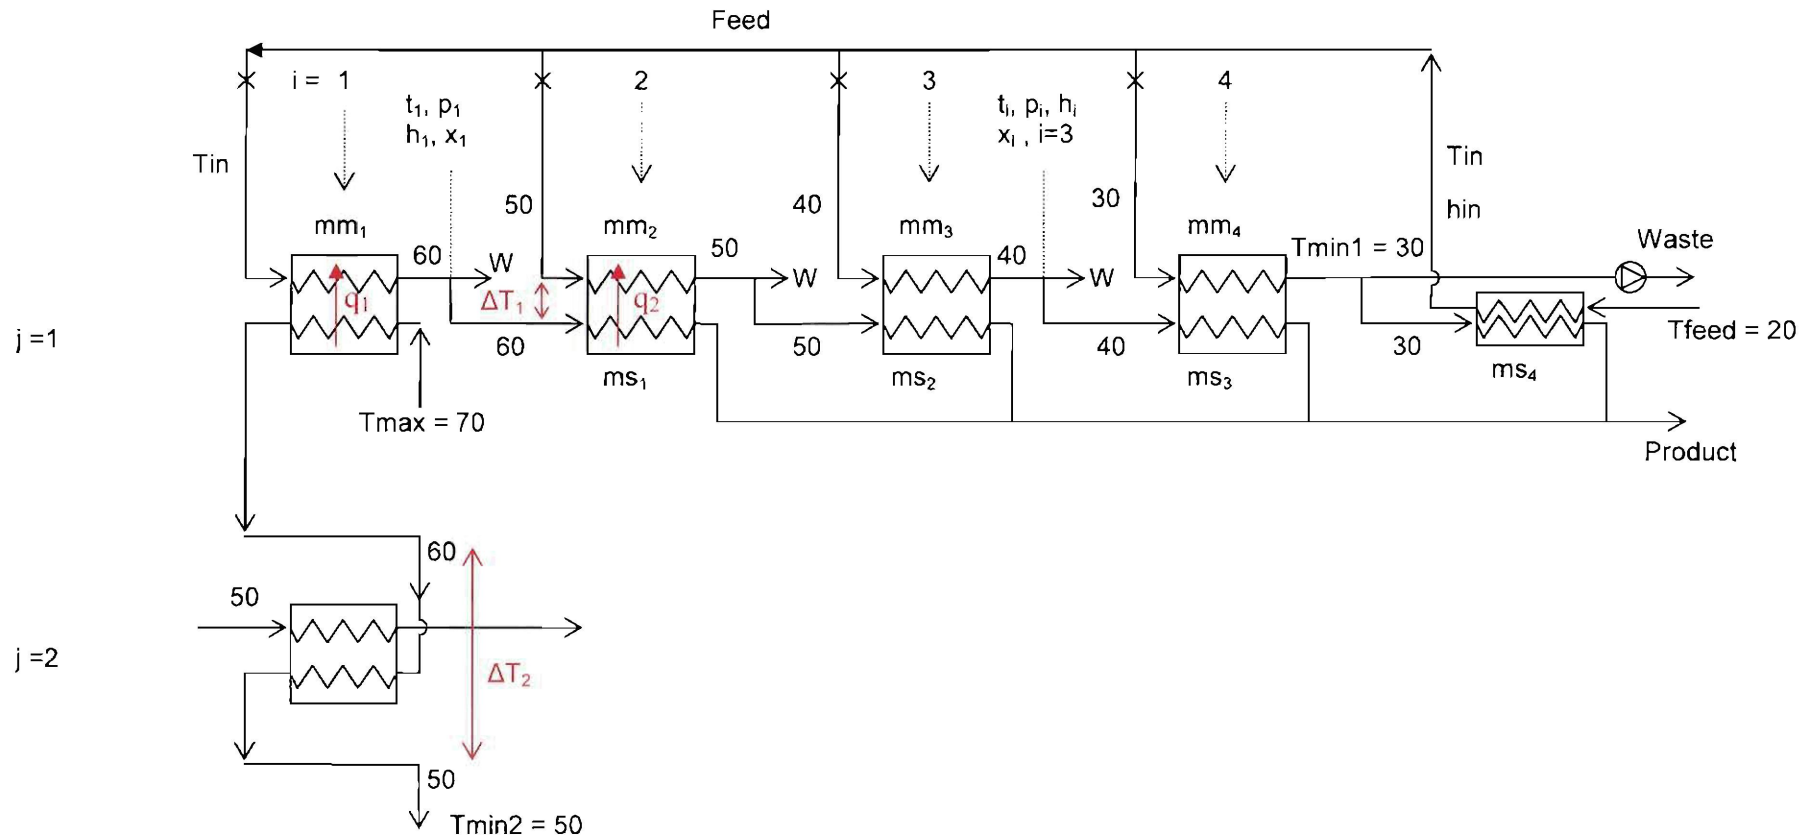 Feed
i = 1
2
3
4
t₁, p₁
h₁, x₁
tᵢ, pᵢ, hᵢ
xᵢ , i=3
Tin
Tin
hin
50
40
30
mm₁
mm₂
mm₃
mm₄
60
W
50
W
40
W
Tmin1 = 30
Waste
q₁
ΔT₁
q₂
j =1
60
50
40
30
Tfeed = 20
ms₁
ms₂
ms₃
ms₄
Tmax = 70
Product
60
50
j =2
ΔT₂
50
Tmin2 = 50